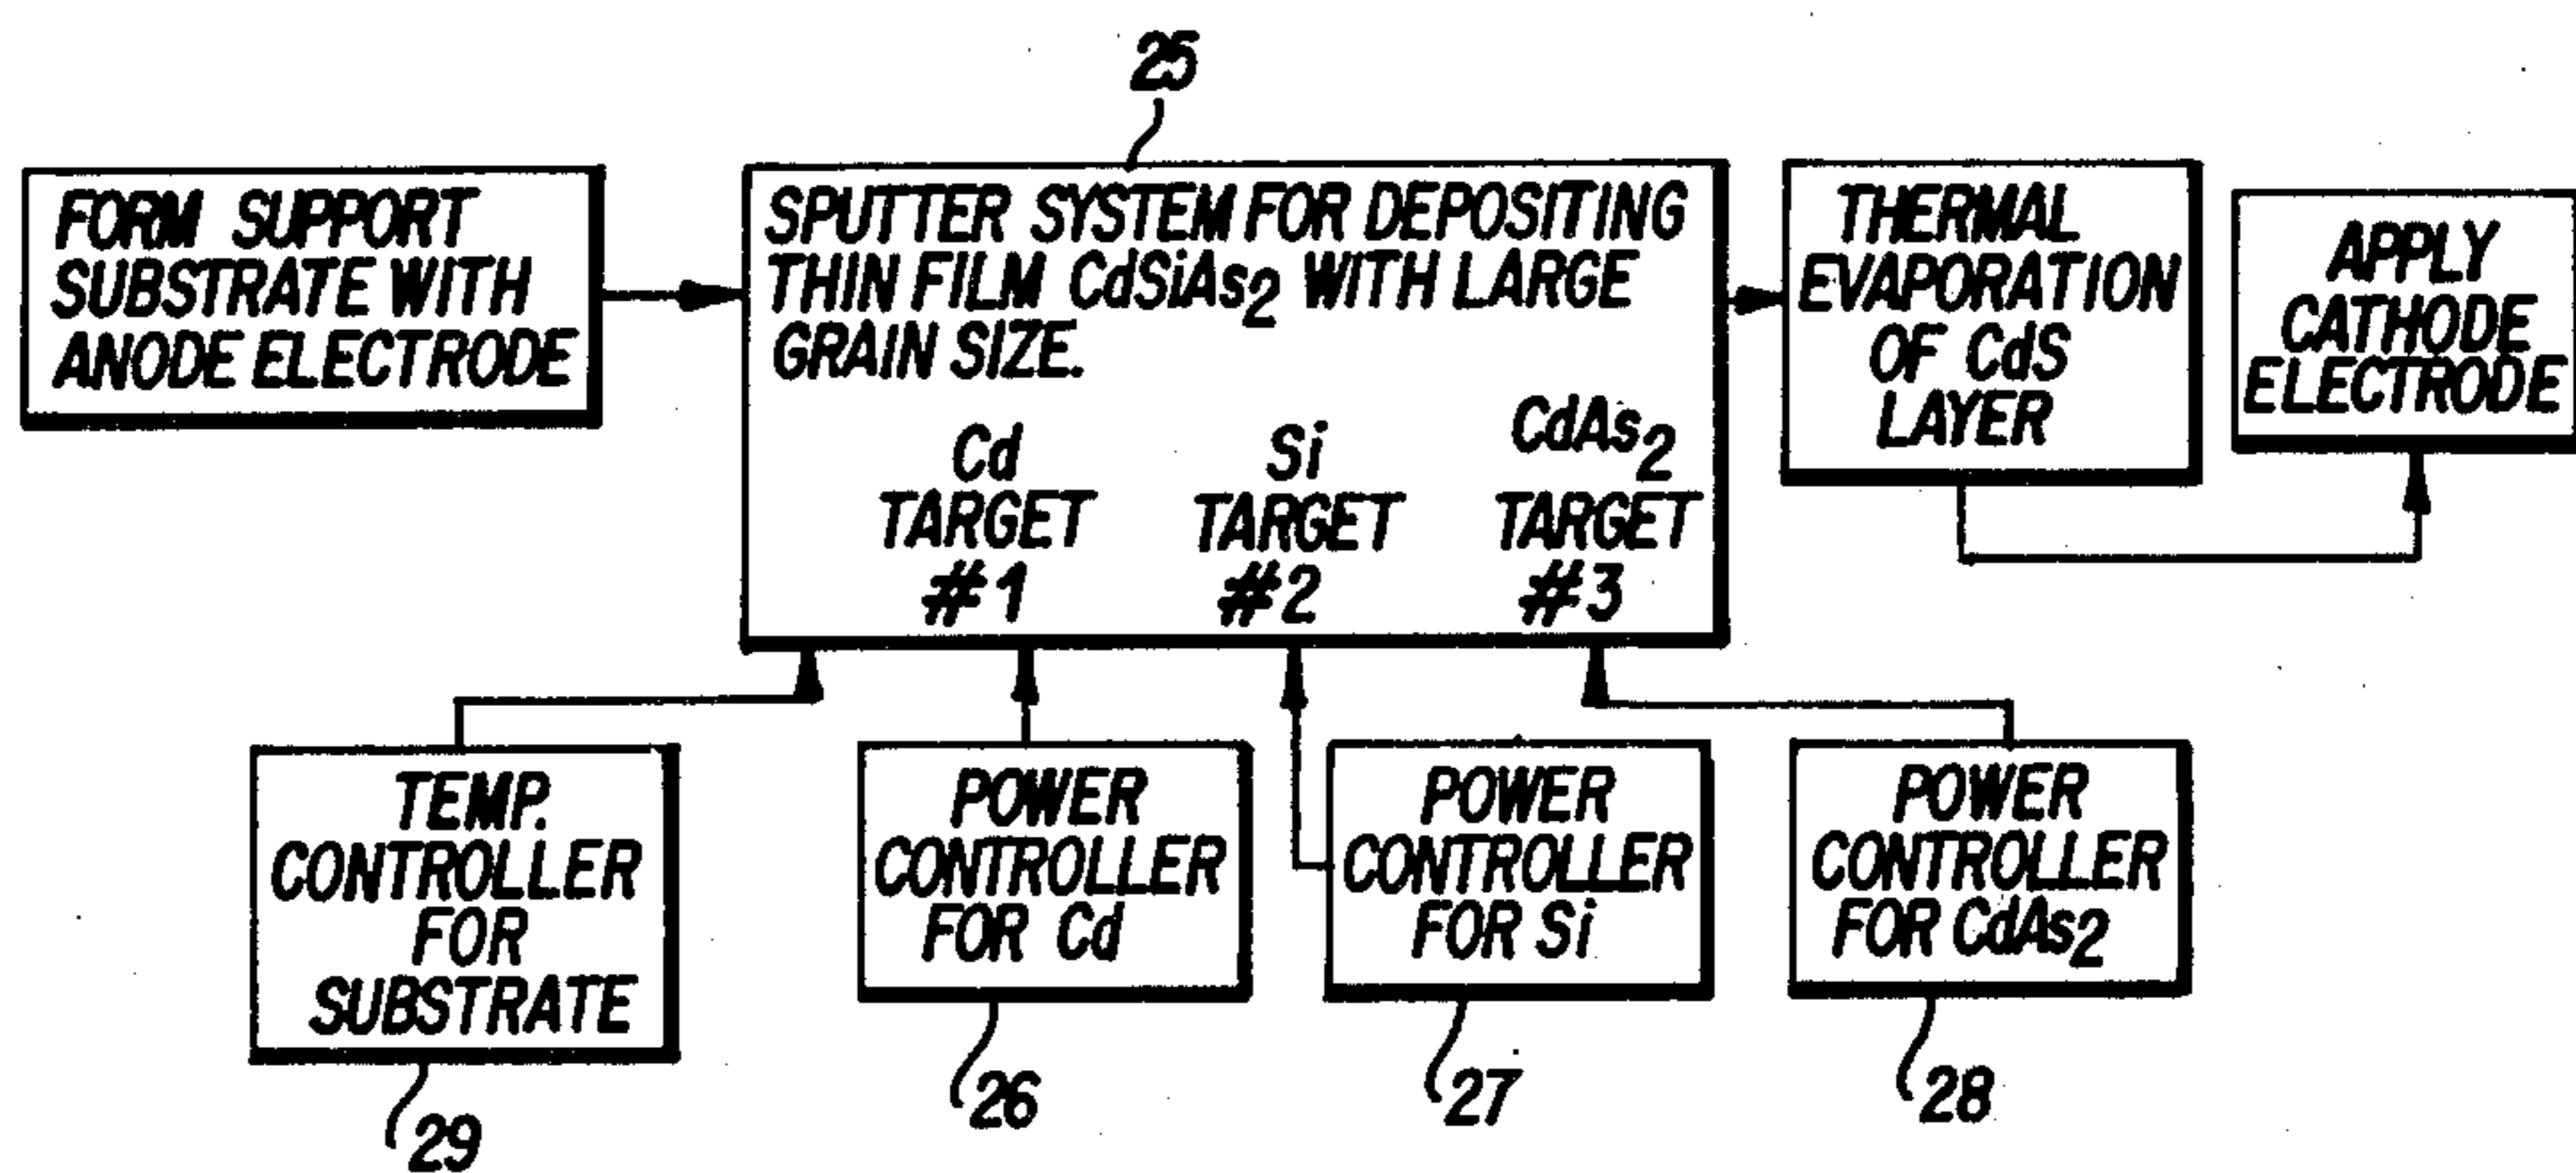 25
FORM SUPPORT
SUBSTRATE WITH
ANODE ELECTRODE
SPUTTER SYSTEM FOR DEPOSITING
THIN FILM CdSiAs2 WITH LARGE
GRAIN SIZE.
Cd
TARGET
#1
Si
TARGET
#2
CdAs2
TARGET
#3
THERMAL
EVAPORATION
OF CdS
LAYER
APPLY
CATHODE
ELECTRODE
TEMP.
CONTROLLER
FOR
SUBSTRATE
29
POWER
CONTROLLER
FOR Cd
26
POWER
CONTROLLER
FOR Si
27
POWER
CONTROLLER
FOR CdAs2
28